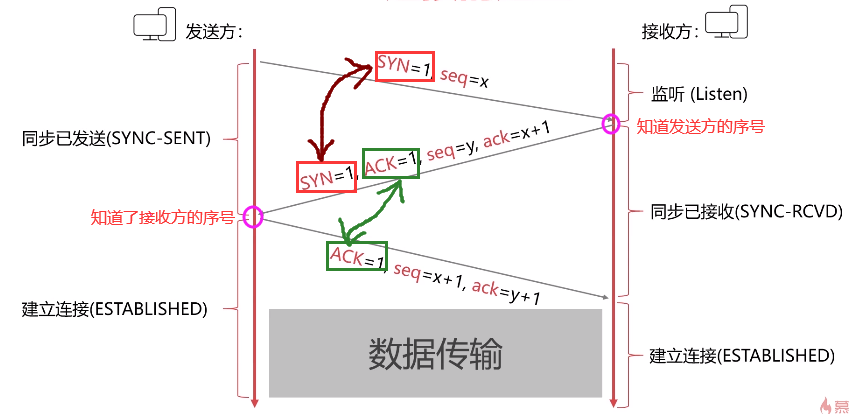 发送方：
接收方：
SYN=1, seq=x
监听 (Listen)
知道发送方的序号
同步已发送(SYNC-SENT)
SYN=1, ACK=1, seq=y, ack=x+1
知道了接收方的序号
同步已接收(SYNC-RCVD)
ACK=1, seq=x+1, ack=y+1
建立连接(ESTABLISHED)
数据传输
建立连接(ESTABLISHED)
慕